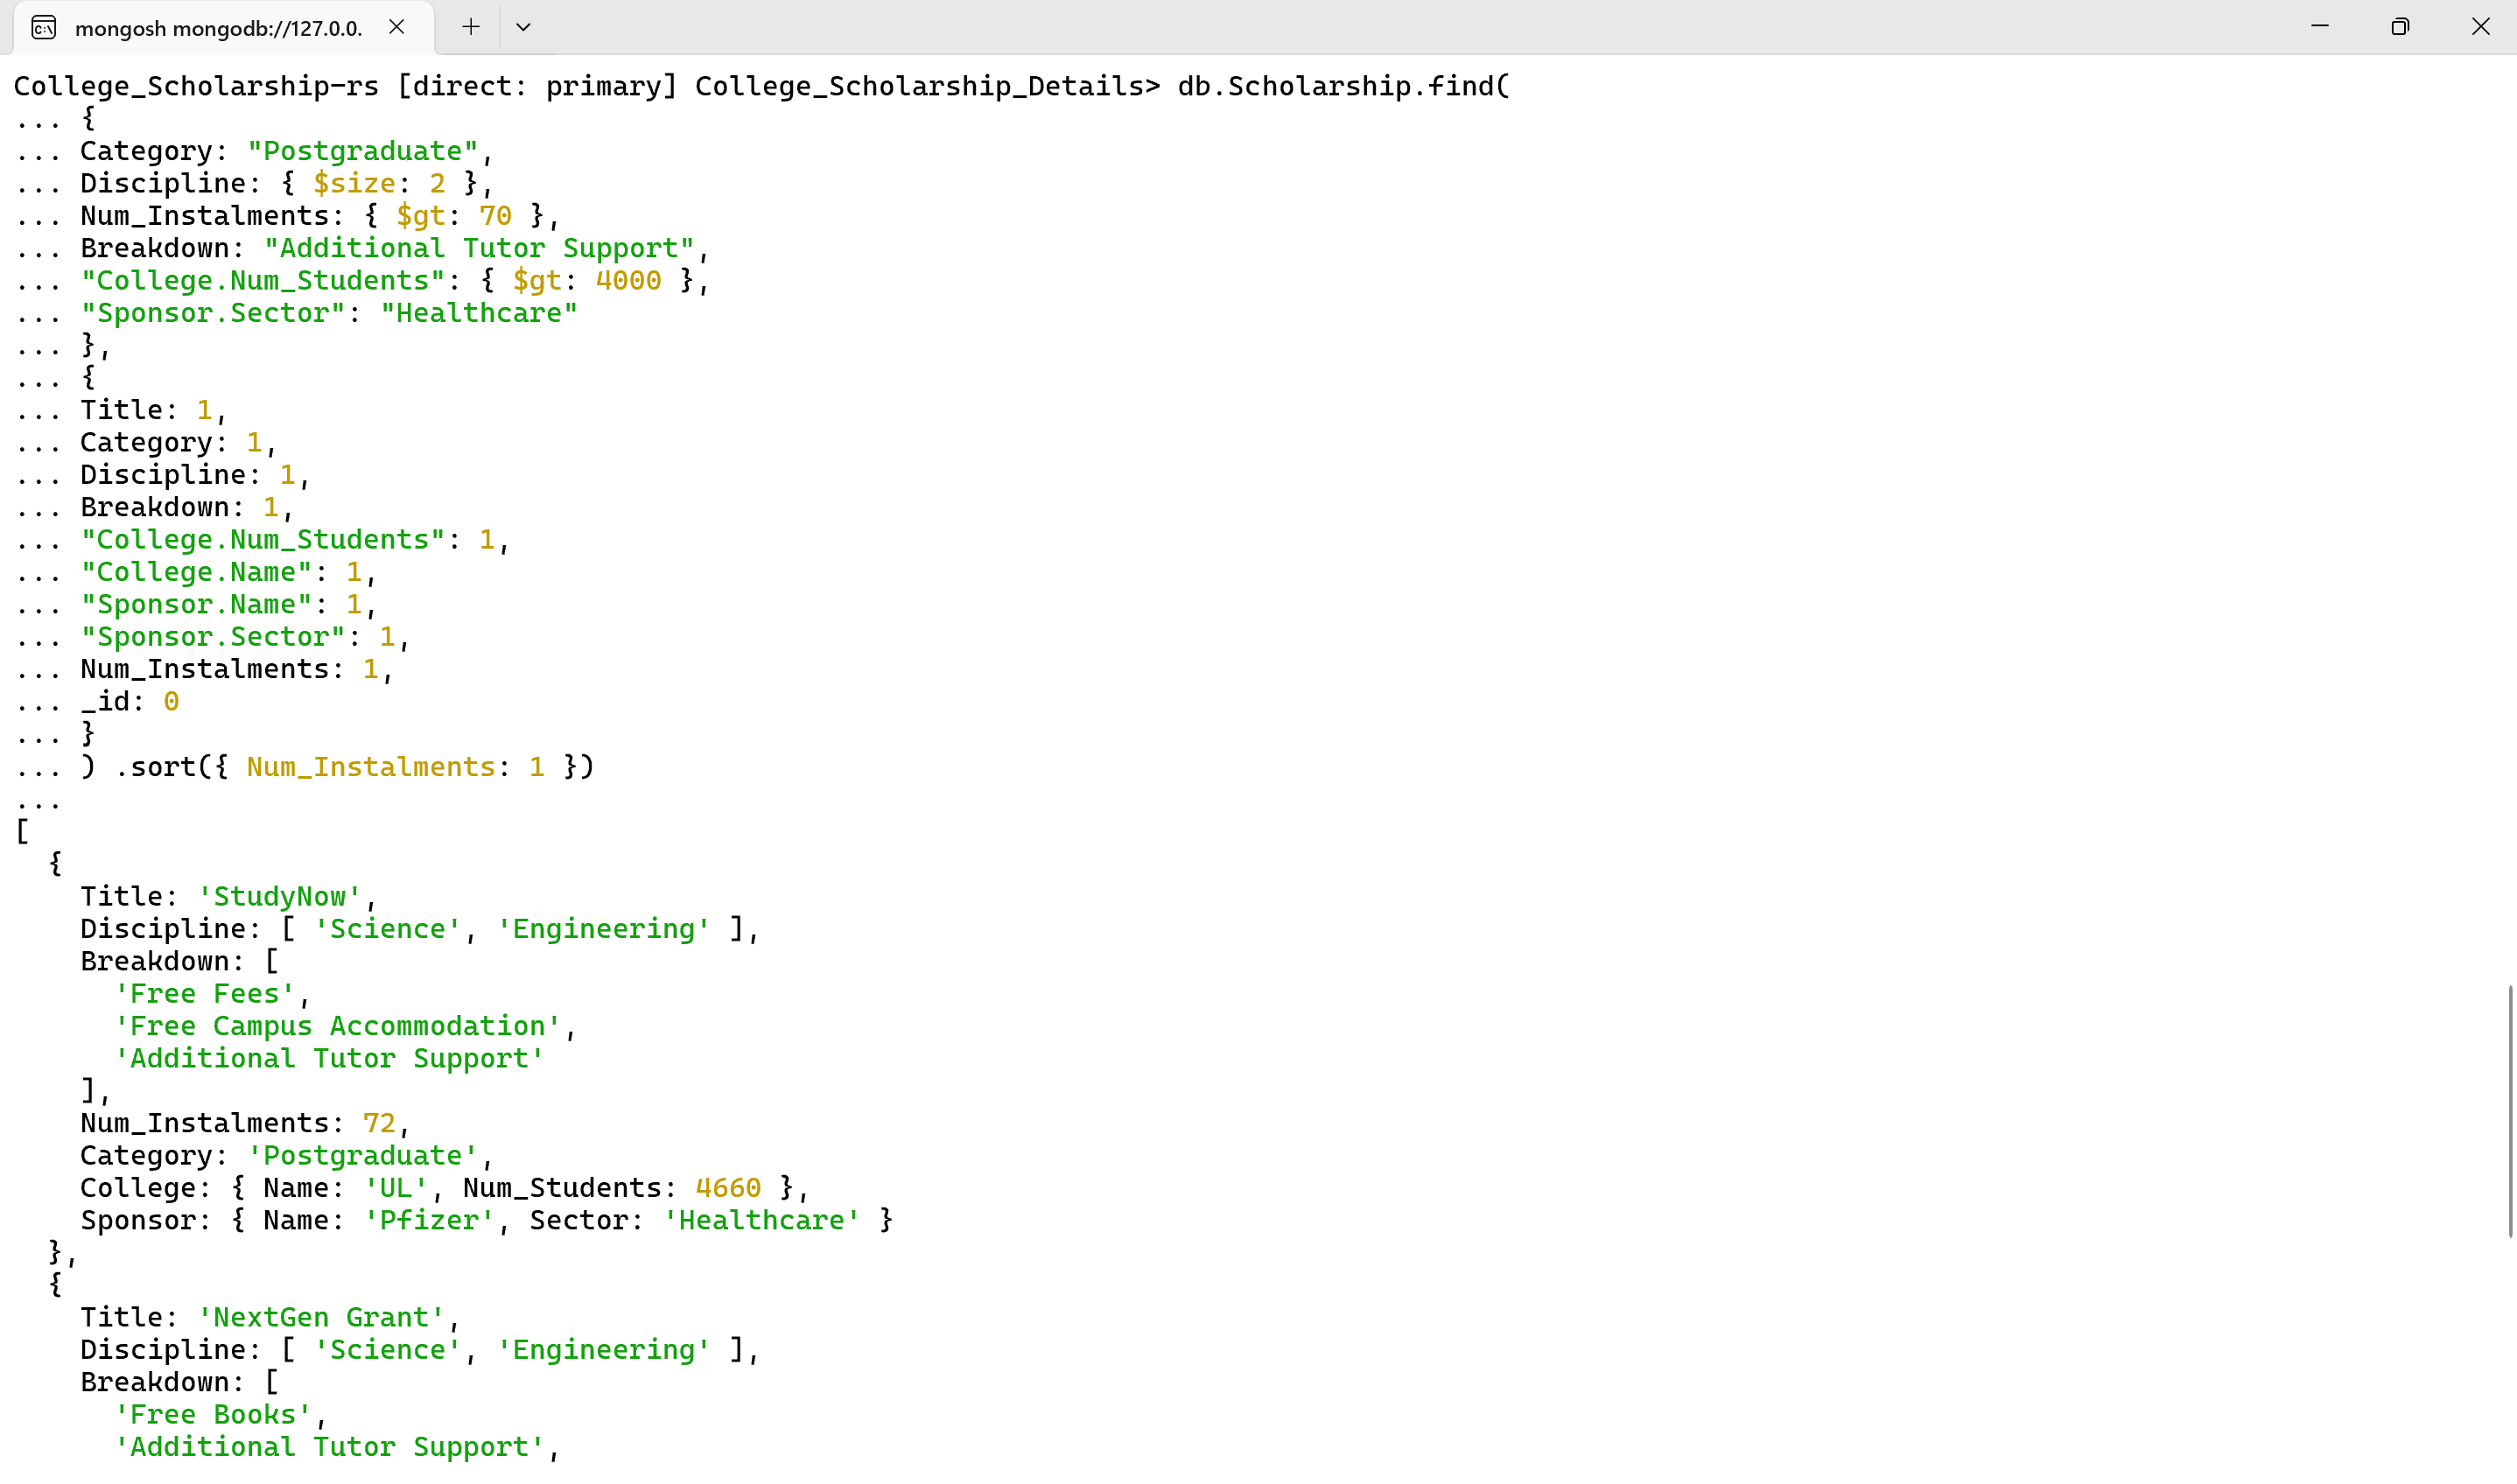 mongosh mongodb://127.0.0.
College_Scholarship-rs [direct: primary] College_Scholarship_Details> db.Scholarship.find(
... {
... Category: "Postgraduate",
... Discipline: { $size: 2 },
... Num_Instalments: { $gt: 70 },
... Breakdown: "Additional Tutor Support",
... "College.Num_Students": { $gt: 4000 },
... "Sponsor.Sector": "Healthcare"
... },
... {
... Title: 1,
... Category: 1,
... Discipline: 1,
... Breakdown: 1,
... "College.Num_Students": 1,
... "College.Name": 1,
... "Sponsor.Name": 1,
... "Sponsor.Sector": 1,
... Num_Instalments: 1,
... _id: 0
... }
... ) .sort({ Num_Instalments: 1 })
...
[
  {
    Title: 'StudyNow',
    Discipline: [ 'Science', 'Engineering' ],
    Breakdown: [
      'Free Fees',
      'Free Campus Accommodation',
      'Additional Tutor Support'
    ],
    Num_Instalments: 72,
    Category: 'Postgraduate',
    College: { Name: 'UL', Num_Students: 4660 },
    Sponsor: { Name: 'Pfizer', Sector: 'Healthcare' }
  },
  {
    Title: 'NextGen Grant',
    Discipline: [ 'Science', 'Engineering' ],
    Breakdown: [
      'Free Books',
      'Additional Tutor Support',